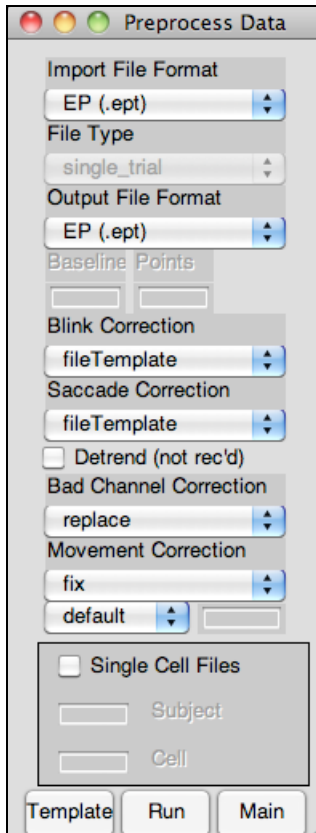 Preprocess Data
Import File Format
EP (.ept)
File Type
single_trial
Output File Format
EP (.ept)
Baseline Points
Blink Correction
fileTemplate
Saccade Correction
fileTemplate
Detrend (not rec'd)
Bad Channel Correction
replace
Movement Correction
fix
default
Single Cell Files
Subject
Cell
Template Run Main